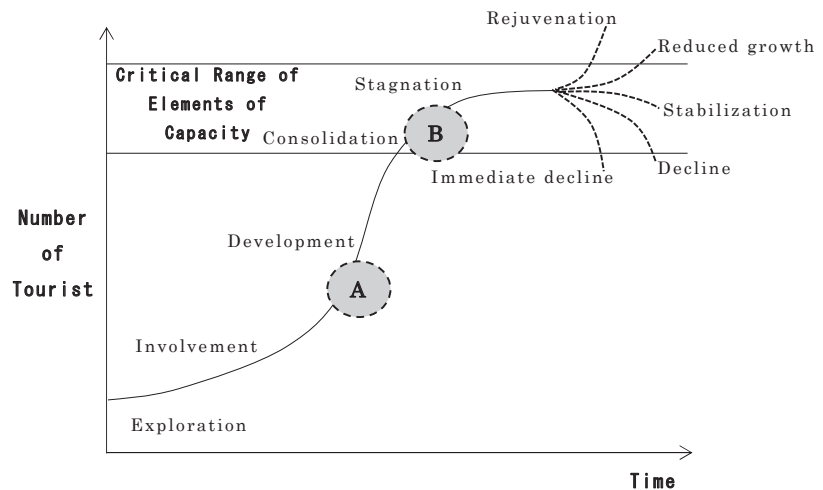 Rejuvenation
Reduced growth
Critical Range of
Elements of
Capacity
Stagnation
Stabilization
Consolidation
B
Immediate decline
Decline
Number
of
Tourist
Development
A
Involvement
Exploration
Time